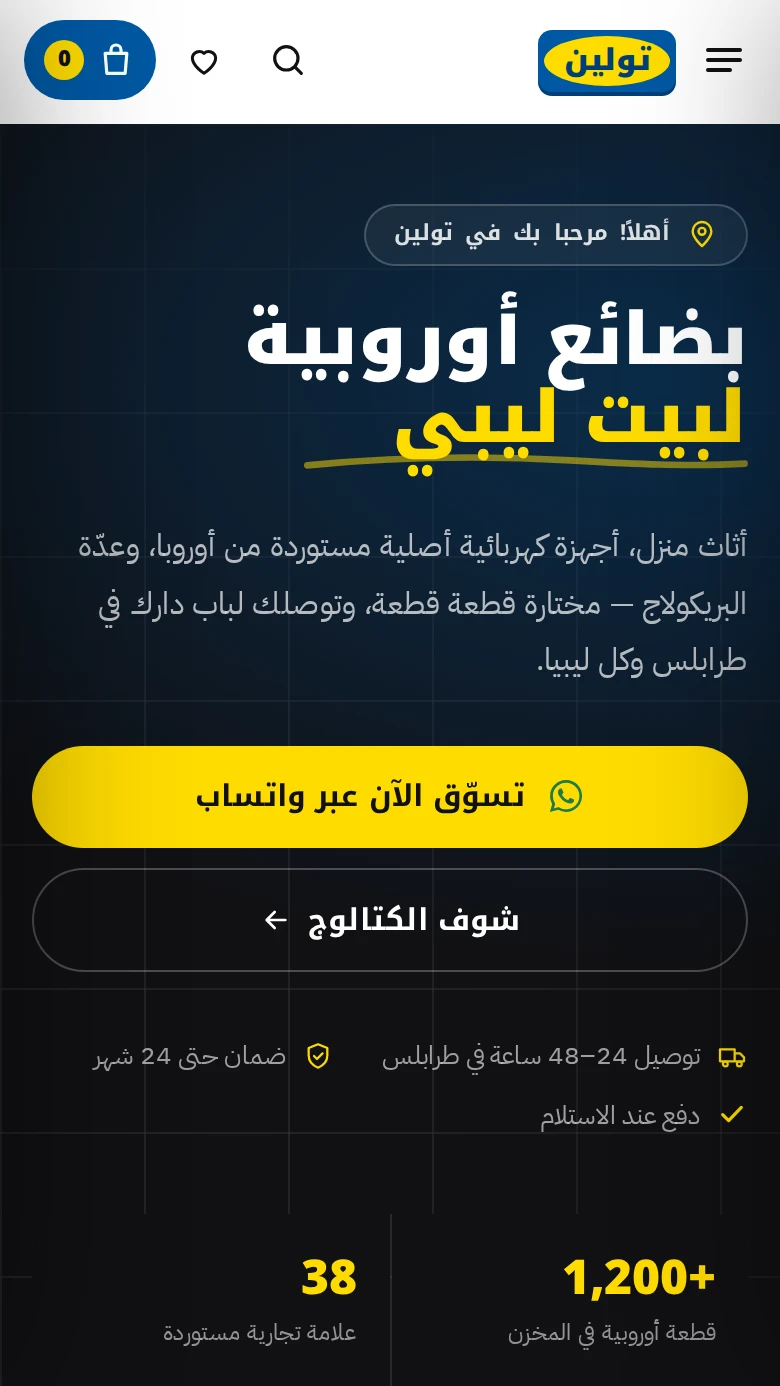 تولين
0
أهلاً! مرحبا بك في تولين
بضائع أوروبية
لبيت ليبي
أثاث منزل، أجهزة كهربائية أصلية مستوردة من أوروبا، وعدّة
البريكولاج — مختارة قطعة قطعة، وتوصلك لباب دارك في
طرابلس وكل ليبيا.
تسوّق الآن عبر واتساب
شوف الكتالوج ←
توصيل 24–48 ساعة في طرابلس
ضمان حتى 24 شهر
دفع عند الاستلام
1,200+
قطعة أوروبية في المخزن
38
علامة تجارية مستوردة